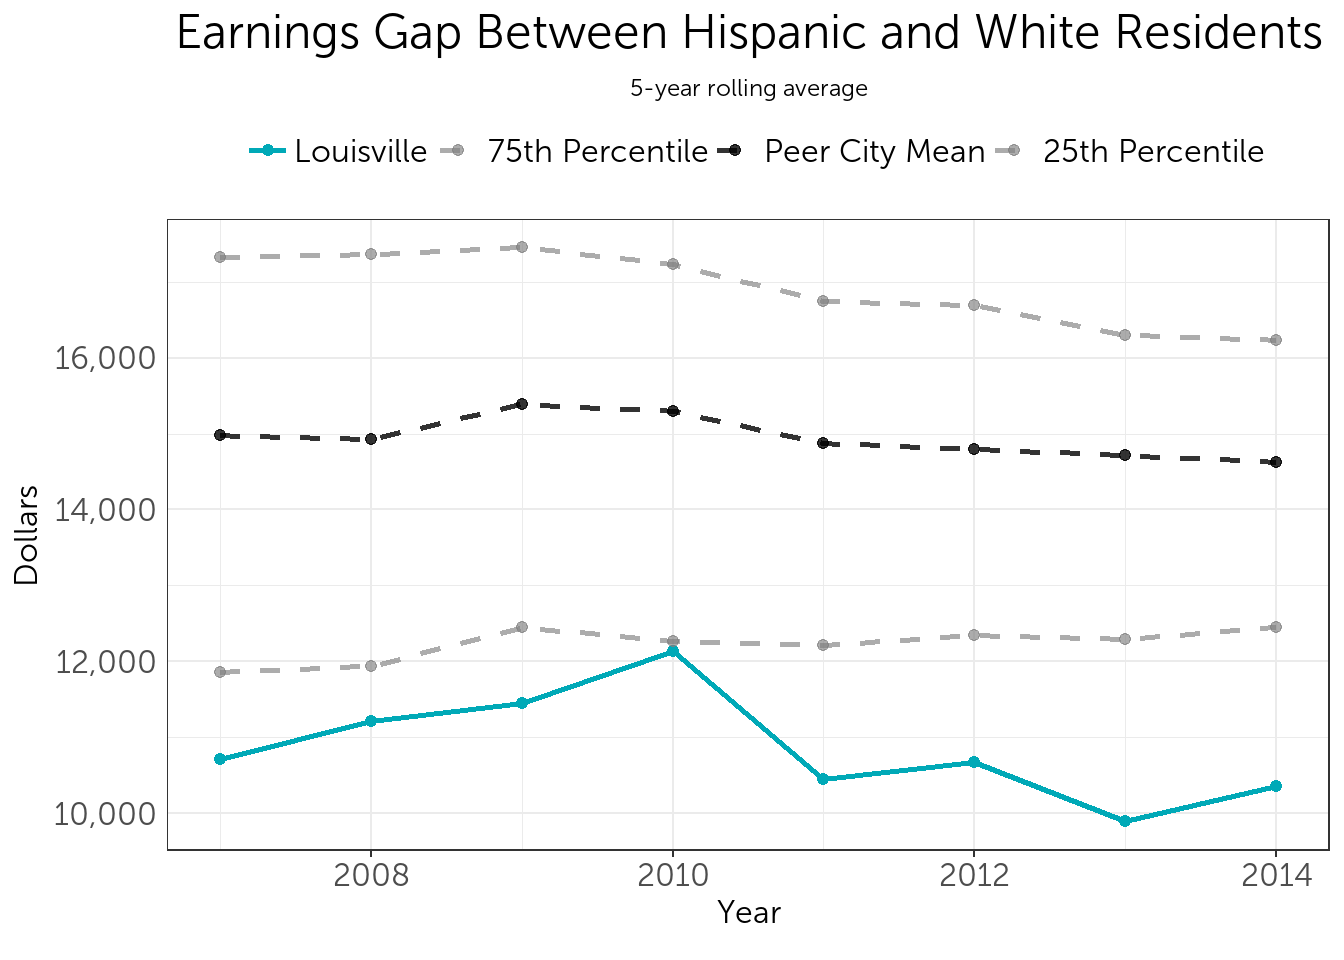 Earnings Gap Between Hispanic and White Residents
5-year rolling average
Louisville 75th Percentile Peer City Mean 25th Percentile
16,000
14,000
12,000
10,000
Dollars
2008 2010 2012 2014
Year